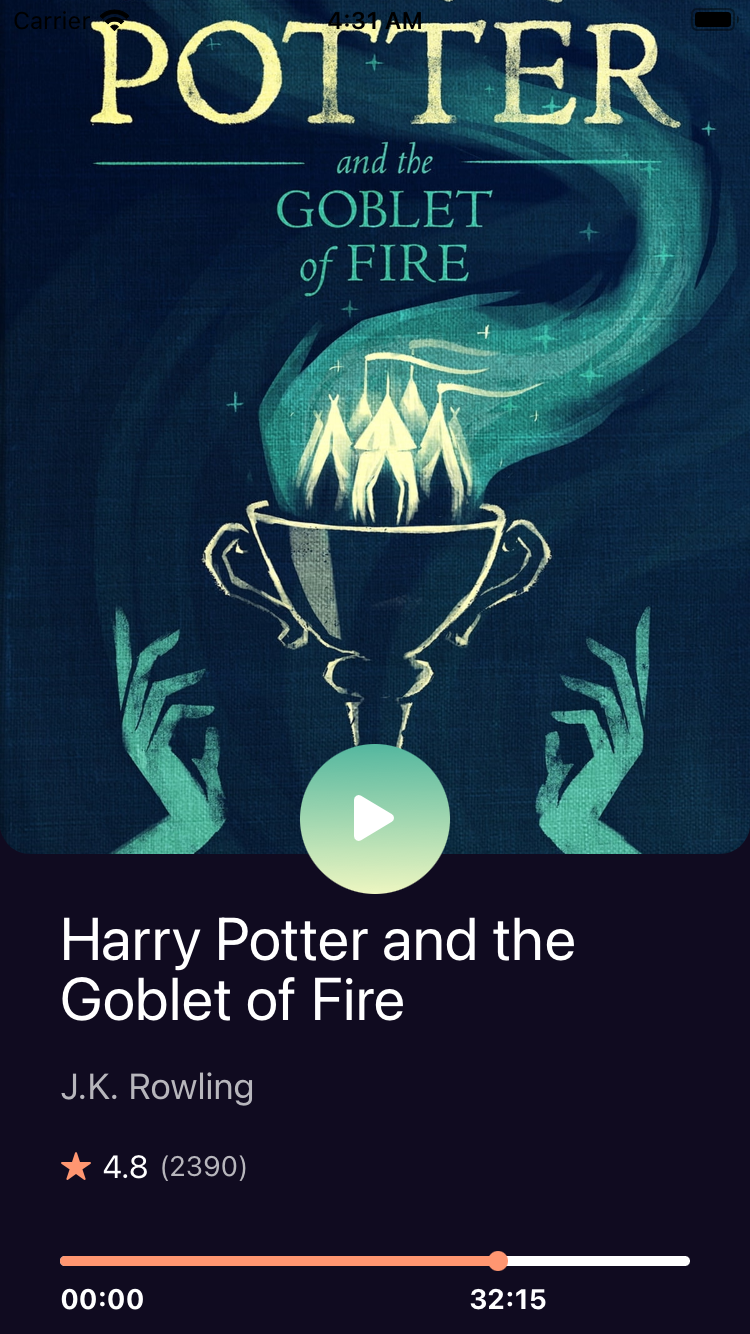 Carrier 4:31 AM
POTTER
and the
GOBLET
of FIRE
Harry Potter and the
Goblet of Fire
J.K. Rowling
4.8 (2390)
00:00 32:15